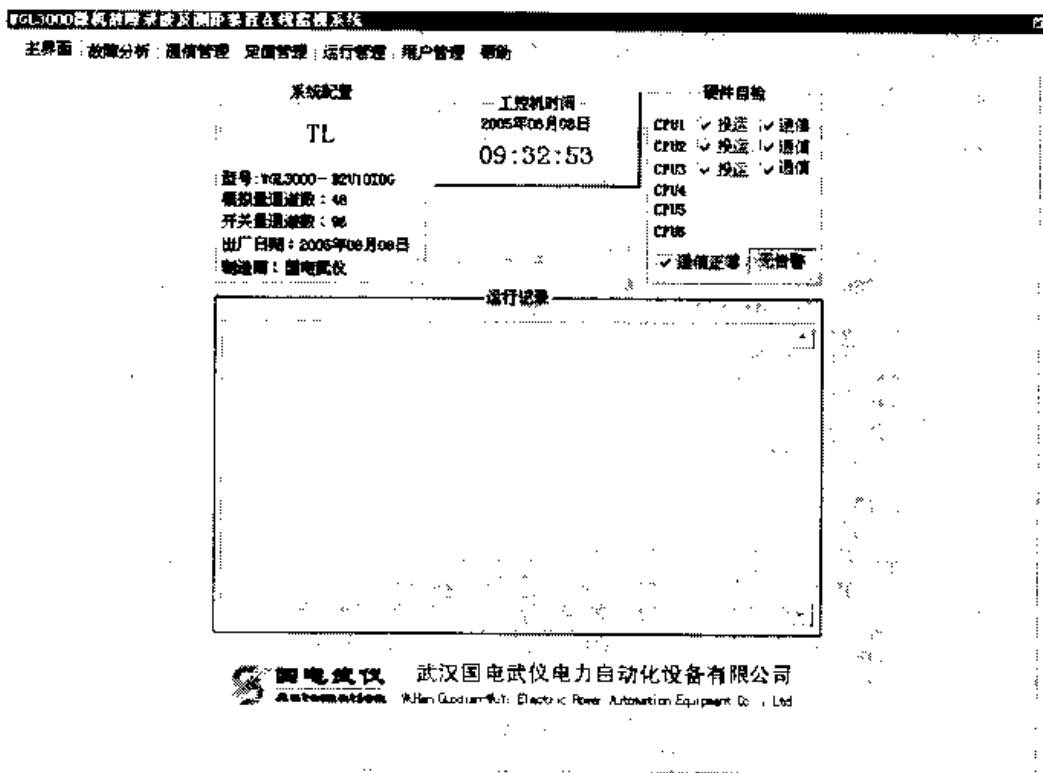 WGL3000微机故障录波及测距装置在线监视系统
主界面 故障分析 通信管理 定值管理 运行管理 用户管理 帮助
系统配置
TL
型号:WGL3000-
模拟量通道数:48
开关量通道数:96
出厂日期:2005年08月08日
制造商:国电武仪
工控机时间
2005年08月08日
09:32:53
硬件自检
CPU1 投运 通信
CPU2 投运 通信
CPU3 投运 通信
CPU4
CPU5
CPU6
通信正常 无告警
运行记录
国电武仪
Automation
武汉国电武仪电力自动化设备有限公司
Electric Power Automation Equipment Co., Ltd